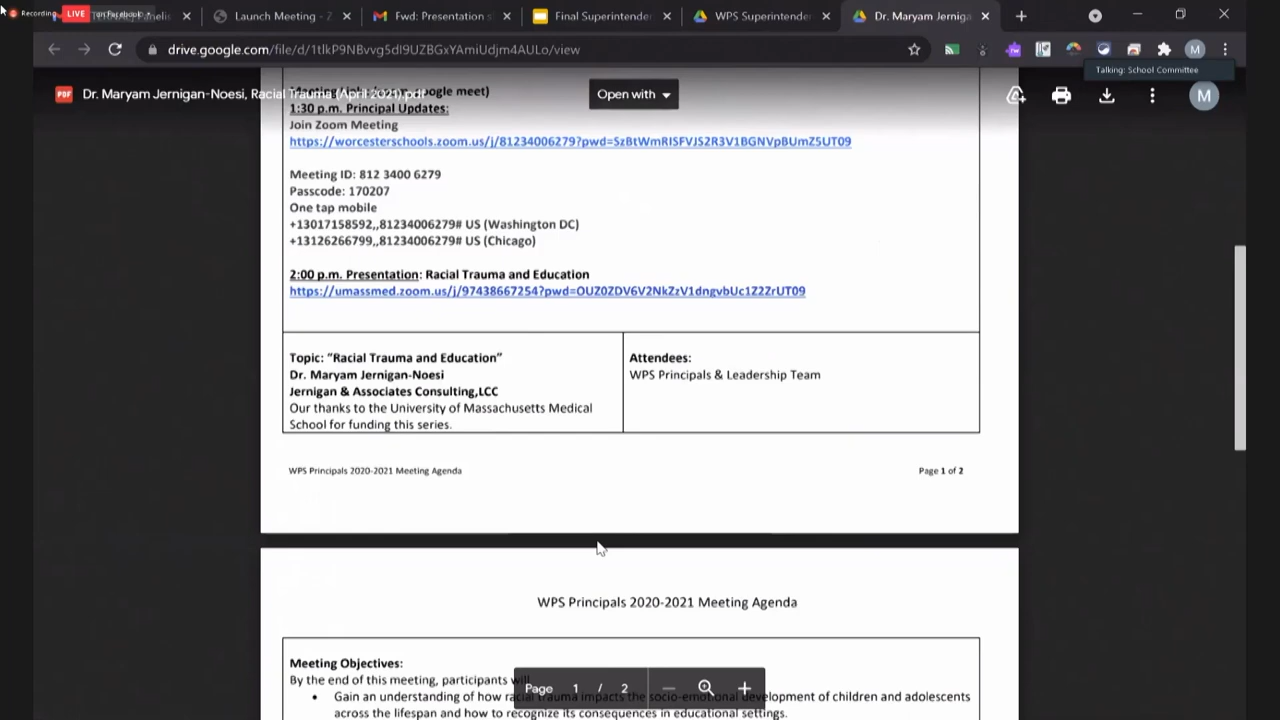 Recording LIVE on Facebook
Launch Meeting - Z
Fwd: Presentation s
Final Superintender
WPS Superintender
Dr. Maryam Jerniga
drive.google.com/file/d/1tlkP9NBvvg5dI9UZBGxYAmiUdjm4AULo/view
M
Talking: School Committee
PDF Dr. Maryam Jernigan-Noesi, Racial Trauma (April 2021).pdf
Open with
M
google meet)
1:30 p.m. Principal Updates:
Join Zoom Meeting
https://worcesterschools.zoom.us/j/81234006279?pwd=SzBtWmRISFVJS2R3V1BGNVpBUmZ5UT09
Meeting ID: 812 3400 6279
Passcode: 170207
One tap mobile
+13017158592,,81234006279# US (Washington DC)
+13126266799,,81234006279# US (Chicago)
2:00 p.m. Presentation: Racial Trauma and Education
https://umassmed.zoom.us/j/97438667254?pwd=OUZ0ZDV6V2NkZzV1dngvbUc1Z2ZrUT09
Topic: “Racial Trauma and Education”
Dr. Maryam Jernigan-Noesi
Jernigan & Associates Consulting,LCC
Our thanks to the University of Massachusetts Medical
School for funding this series.
Attendees:
WPS Principals & Leadership Team
WPS Principals 2020-2021 Meeting Agenda
Page 1 of 2
WPS Principals 2020-2021 Meeting Agenda
Meeting Objectives:
By the end of this meeting, participants
• Gain an understanding of how racial trauma impacts the socio-emotional development of children and adolescents
across the lifespan and how to recognize its consequences in educational settings.
Page 1 / 2